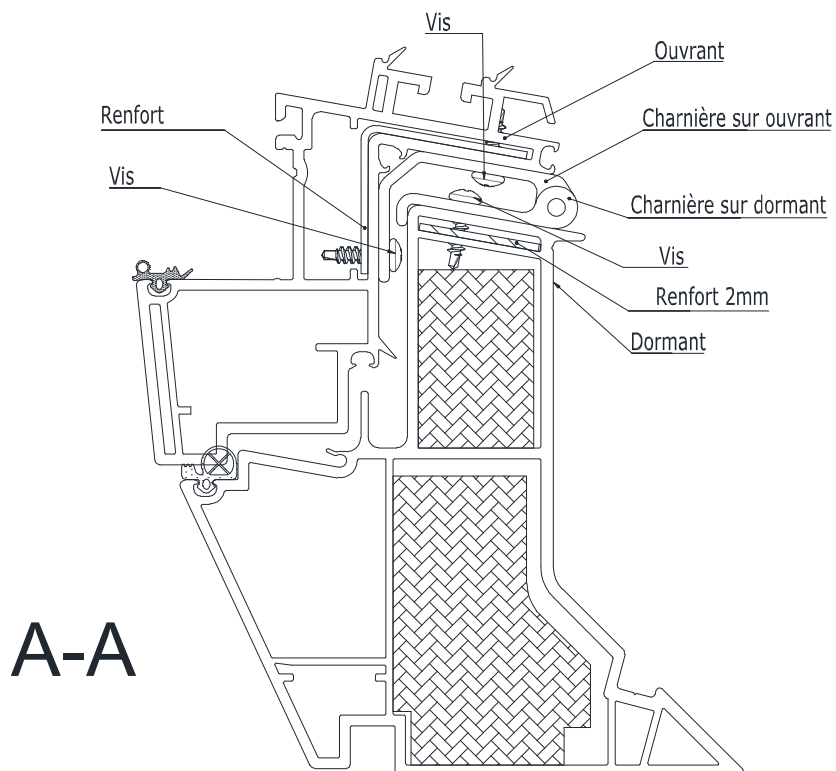 Vis
Ouvrant
Renfort
Charnière sur ouvrant
Vis
Charnière sur dormant
Vis
Renfort 2mm
Dormant
A-A